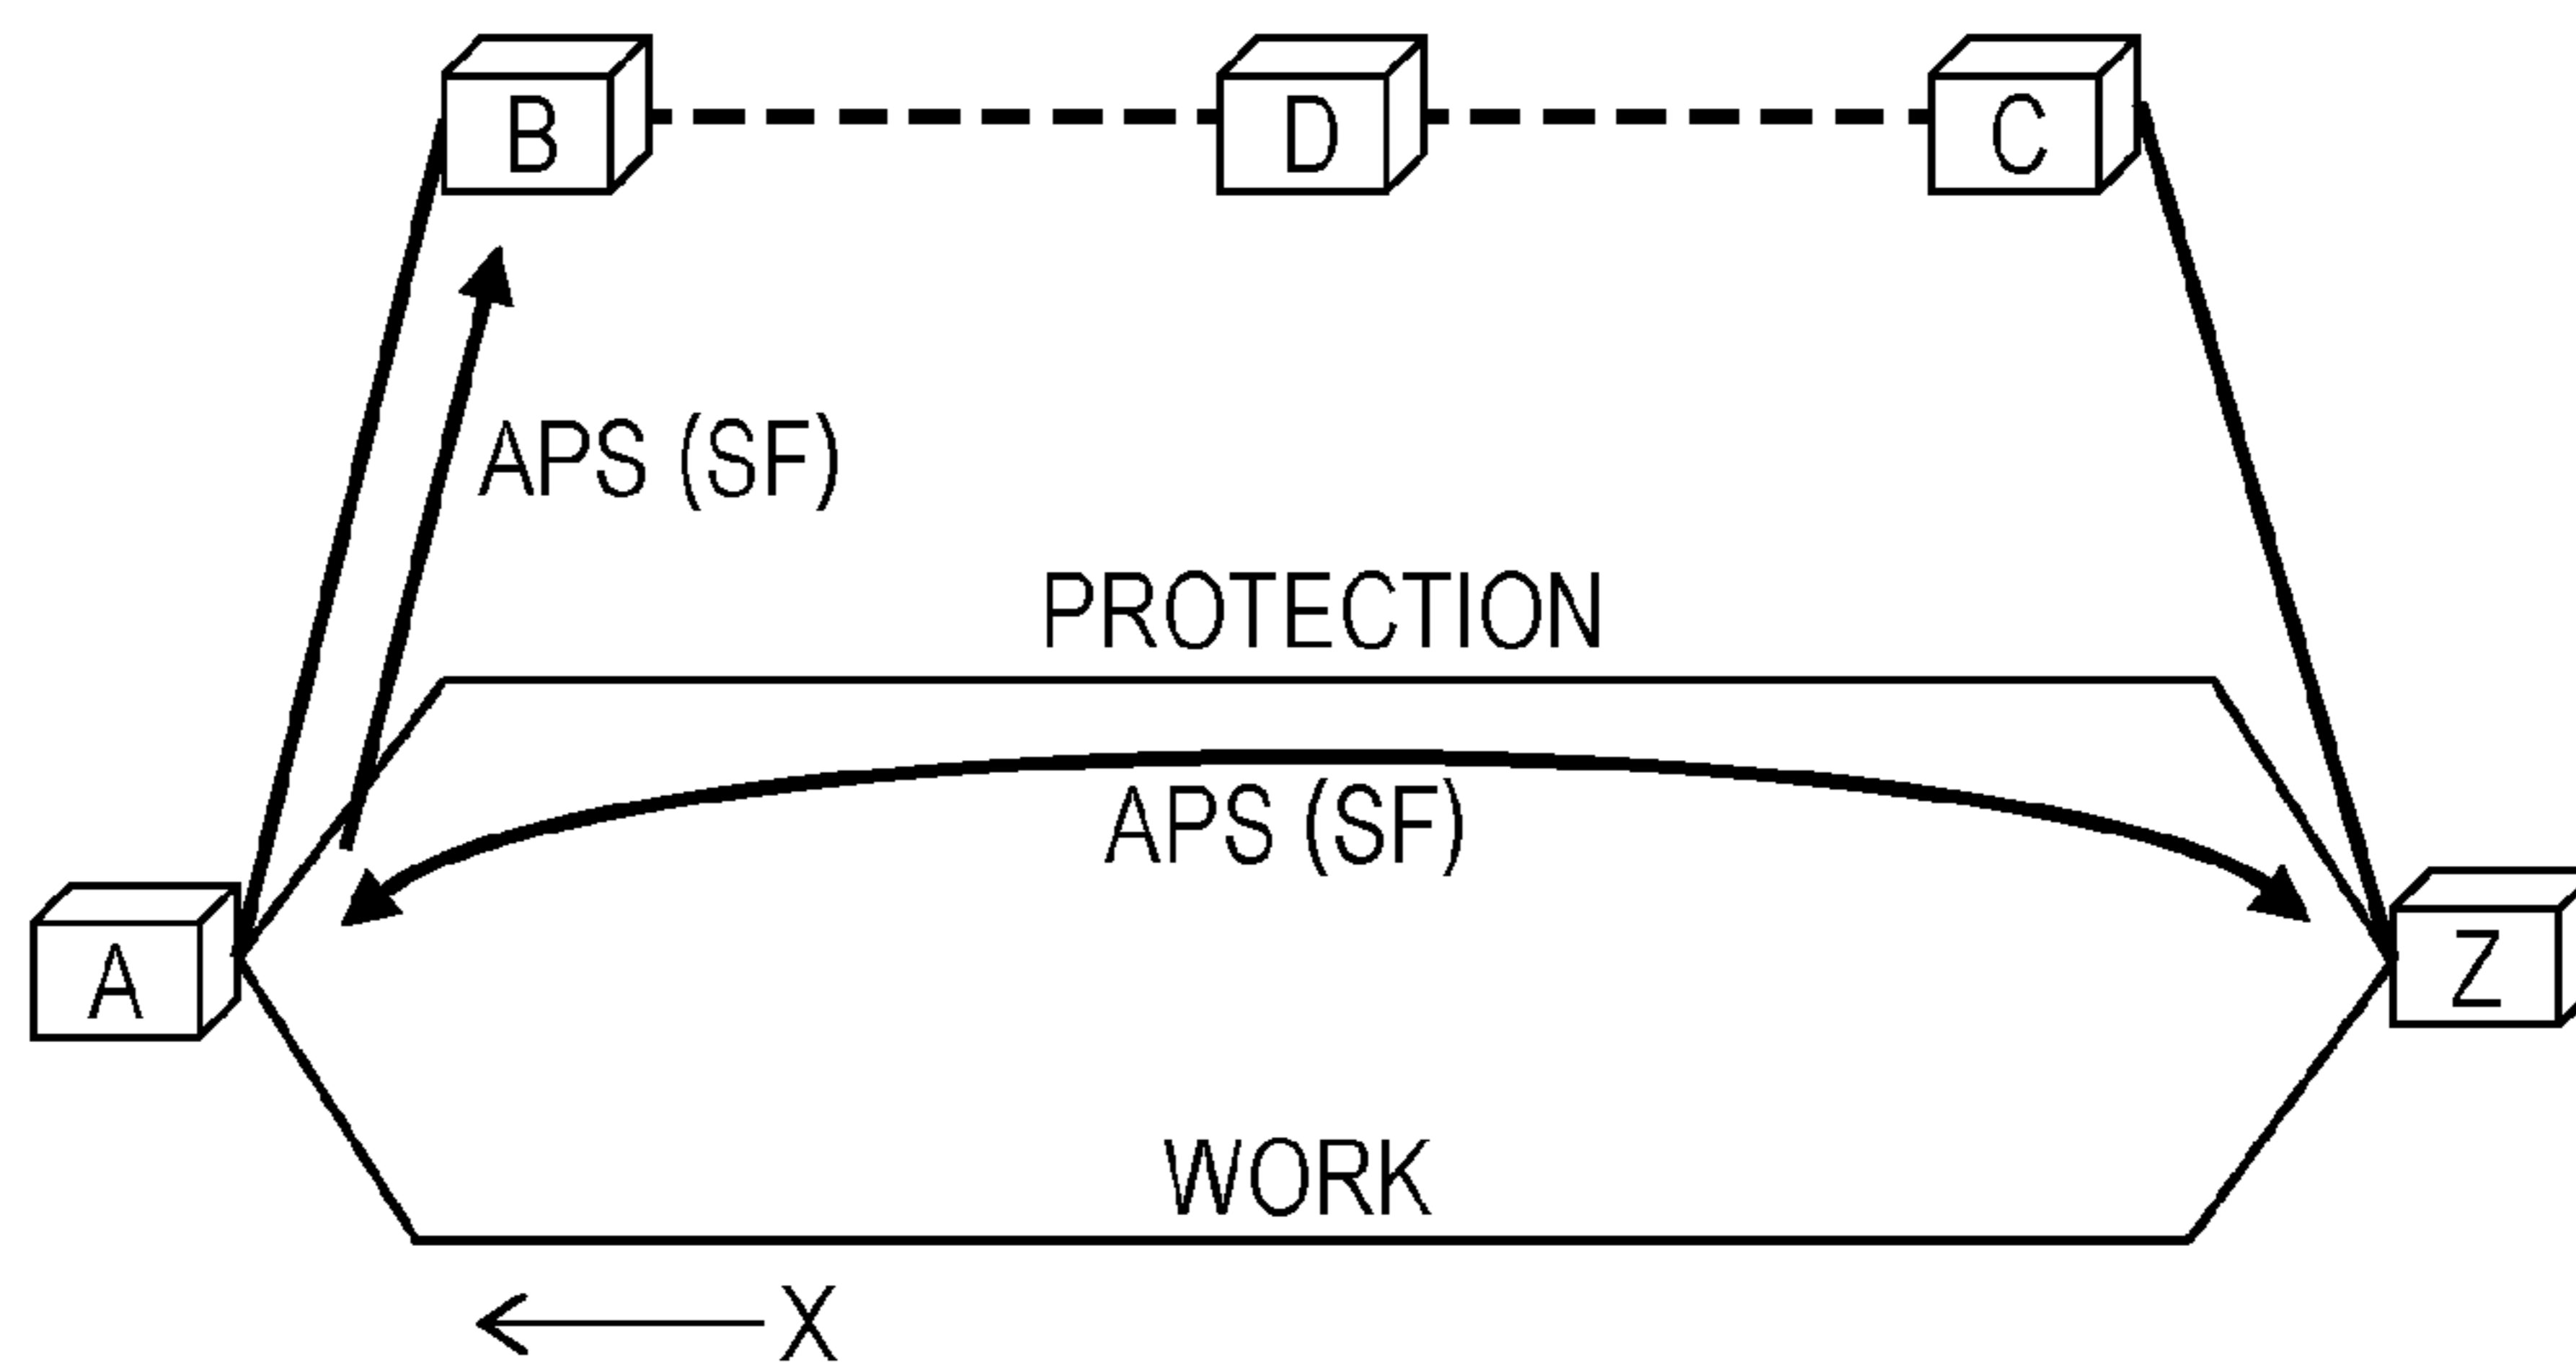 B
D
C
APS (SF)
PROTECTION
APS (SF)
A
Z
WORK
X